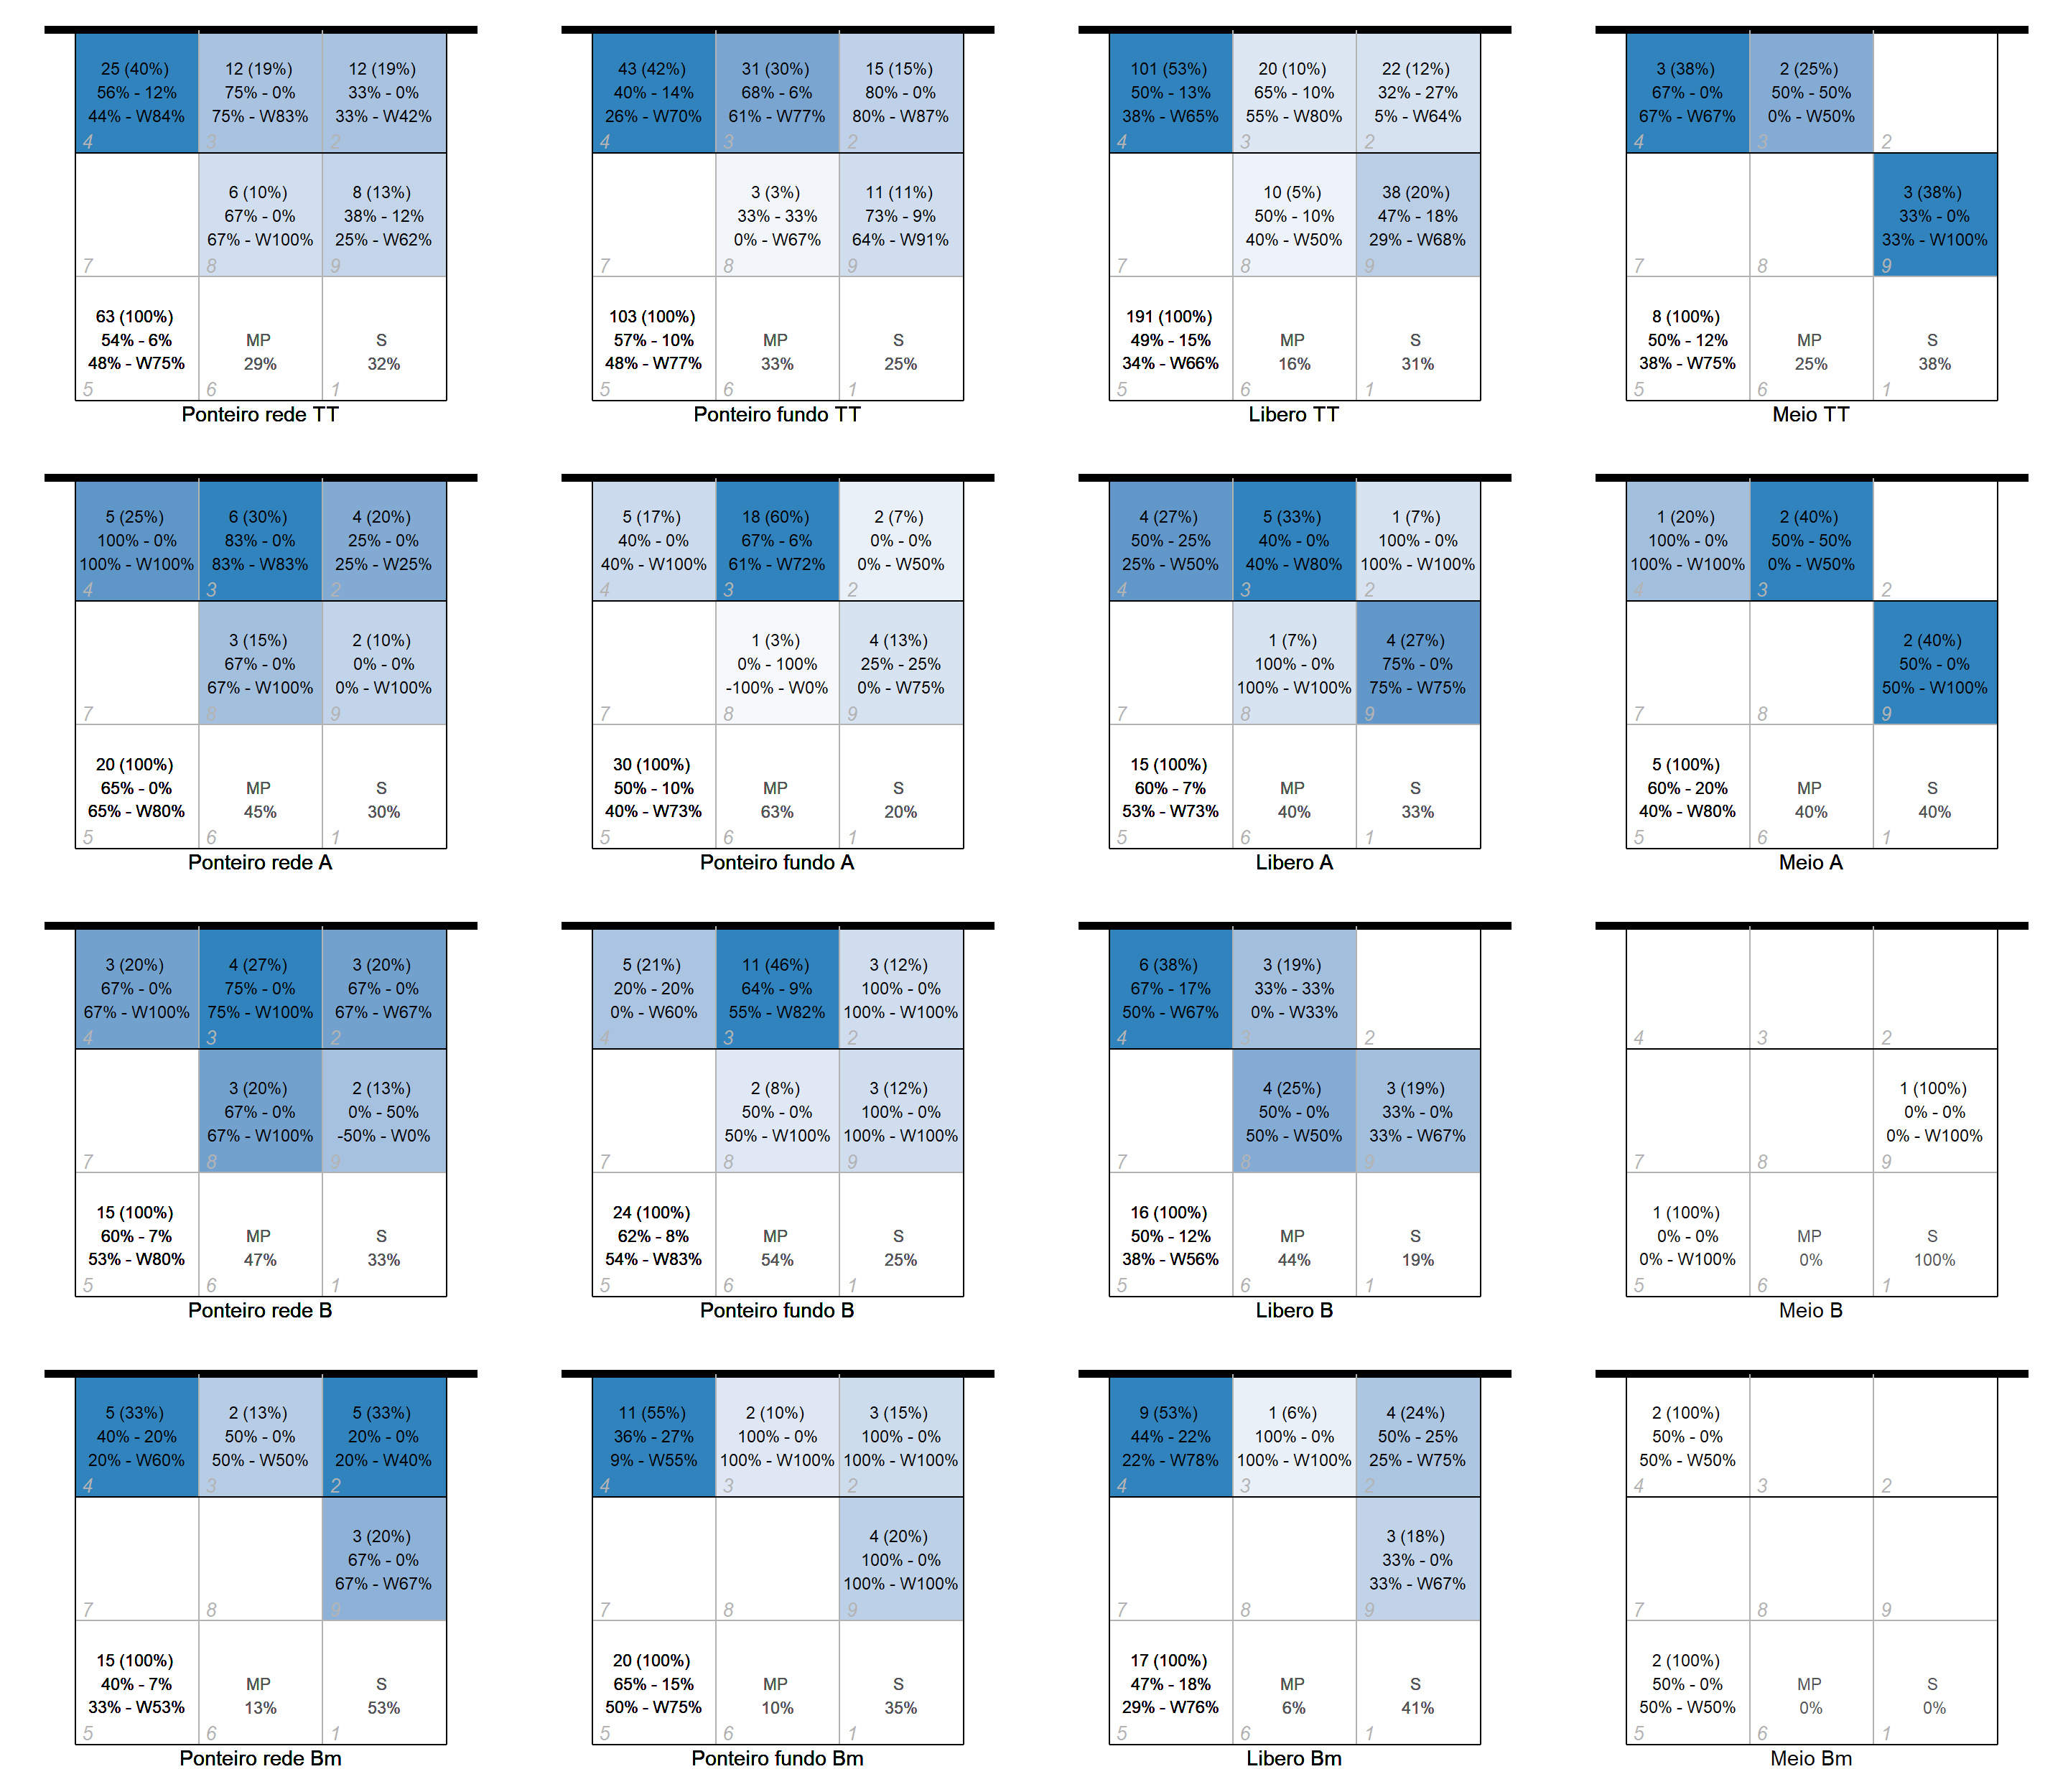 25 (40%)
56% - 12%
44% - W84%
4
12 (19%)
75% - 0%
75% - W83%
3
12 (19%)
33% - 0%
33% - W42%
2
7
6 (10%)
67% - 0%
67% - W100%
8
8 (13%)
38% - 12%
25% - W62%
9
63 (100%)
54% - 6%
48% - W75%
5
MP
29%
6
S
32%
1
Ponteiro rede TT
43 (42%)
40% - 14%
26% - W70%
4
31 (30%)
68% - 6%
61% - W77%
3
15 (15%)
80% - 0%
80% - W87%
2
7
3 (3%)
33% - 33%
0% - W67%
8
11 (11%)
73% - 9%
64% - W91%
9
103 (100%)
57% - 10%
48% - W77%
5
MP
33%
6
S
25%
1
Ponteiro fundo TT
101 (53%)
50% - 13%
38% - W65%
4
20 (10%)
65% - 10%
55% - W80%
3
22 (12%)
32% - 27%
5% - W64%
2
7
10 (5%)
50% - 10%
40% - W50%
8
38 (20%)
47% - 18%
29% - W68%
9
191 (100%)
49% - 15%
34% - W66%
5
MP
16%
6
S
31%
1
Libero TT
3 (38%)
67% - 0%
67% - W67%
4
2 (25%)
50% - 50%
0% - W50%
3
2
7
8
3 (38%)
33% - 0%
33% - W100%
9
8 (100%)
50% - 12%
38% - W75%
5
MP
25%
6
S
38%
1
Meio TT
5 (25%)
100% - 0%
100% - W100%
4
6 (30%)
83% - 0%
83% - W83%
3
4 (20%)
25% - 0%
25% - W25%
2
7
3 (15%)
67% - 0%
67% - W100%
8
2 (10%)
0% - 0%
0% - W100%
9
20 (100%)
65% - 0%
65% - W80%
5
MP
45%
6
S
30%
1
Ponteiro rede A
5 (17%)
40% - 0%
40% - W100%
4
18 (60%)
67% - 6%
61% - W72%
3
2 (7%)
0% - 0%
0% - W50%
2
7
1 (3%)
0% - 100%
-100% - W0%
8
4 (13%)
25% - 25%
0% - W75%
9
30 (100%)
50% - 10%
40% - W73%
5
MP
63%
6
S
20%
1
Ponteiro fundo A
4 (27%)
50% - 25%
25% - W50%
4
5 (33%)
40% - 0%
40% - W80%
3
1 (7%)
100% - 0%
100% - W100%
2
7
1 (7%)
100% - 0%
100% - W100%
8
4 (27%)
75% - 0%
75% - W75%
9
15 (100%)
60% - 7%
53% - W73%
5
MP
40%
6
S
33%
1
Libero A
1 (20%)
100% - 0%
100% - W100%
4
2 (40%)
50% - 50%
0% - W50%
3
2
7
8
2 (40%)
50% - 0%
50% - W100%
9
5 (100%)
60% - 20%
40% - W80%
5
MP
40%
6
S
40%
1
Meio A
3 (20%)
67% - 0%
67% - W100%
4
4 (27%)
75% - 0%
75% - W100%
3
3 (20%)
67% - 0%
67% - W67%
2
7
3 (20%)
67% - 0%
67% - W100%
8
2 (13%)
0% - 50%
-50% - W0%
9
15 (100%)
60% - 7%
53% - W80%
5
MP
47%
6
S
33%
1
Ponteiro rede B
5 (21%)
20% - 20%
0% - W60%
4
11 (46%)
64% - 9%
55% - W82%
3
3 (12%)
100% - 0%
100% - W100%
2
7
2 (8%)
50% - 0%
50% - W100%
8
3 (12%)
100% - 0%
100% - W100%
9
24 (100%)
62% - 8%
54% - W83%
5
MP
54%
6
S
25%
1
Ponteiro fundo B
6 (38%)
67% - 17%
50% - W67%
4
3 (19%)
33% - 33%
0% - W33%
3
2
7
4 (25%)
50% - 0%
50% - W50%
8
3 (19%)
33% - 0%
33% - W67%
9
16 (100%)
50% - 12%
38% - W56%
5
MP
44%
6
S
19%
1
Libero B
4
3
2
7
8
1 (100%)
0% - 0%
0% - W100%
9
1 (100%)
0% - 0%
0% - W100%
5
MP
0%
6
S
100%
1
Meio B
5 (33%)
40% - 20%
20% - W60%
4
2 (13%)
50% - 0%
50% - W50%
3
5 (33%)
20% - 0%
20% - W40%
2
7
8
3 (20%)
67% - 0%
67% - W67%
9
15 (100%)
40% - 7%
33% - W53%
5
MP
13%
6
S
53%
1
Ponteiro rede Bm
11 (55%)
36% - 27%
9% - W55%
4
2 (10%)
100% - 0%
100% - W100%
3
3 (15%)
100% - 0%
100% - W100%
2
7
8
4 (20%)
100% - 0%
100% - W100%
9
20 (100%)
65% - 15%
50% - W75%
5
MP
10%
6
S
35%
1
Ponteiro fundo Bm
9 (53%)
44% - 22%
22% - W78%
4
1 (6%)
100% - 0%
100% - W100%
3
4 (24%)
50% - 25%
25% - W75%
2
7
8
3 (18%)
33% - 0%
33% - W67%
9
17 (100%)
47% - 18%
29% - W76%
5
MP
6%
6
S
41%
1
Libero Bm
2 (100%)
50% - 0%
50% - W50%
4
3
2
7
8
9
2 (100%)
50% - 0%
50% - W50%
5
MP
0%
6
S
0%
1
Meio Bm